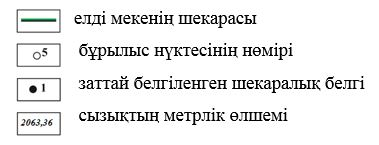 елді мекенің шекарасы
5 бұрылыс нүктесінің нөмірі
1 заттай белгіленген шекаралық белгі
2063,36 сызықтың метрлік өлшемі